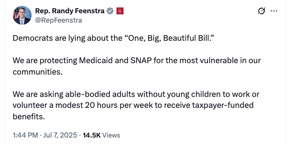 Rep. Randy Feenstra
@RepFeenstra
Democrats are lying about the “One, Big, Beautiful Bill.”
We are protecting Medicaid and SNAP for the most vulnerable in our
communities.
We are asking able-bodied adults without young children to work or
volunteer a modest 20 hours per week to receive taxpayer-funded
benefits.
1:44 PM · Jul 7, 2025 · 14.5K Views